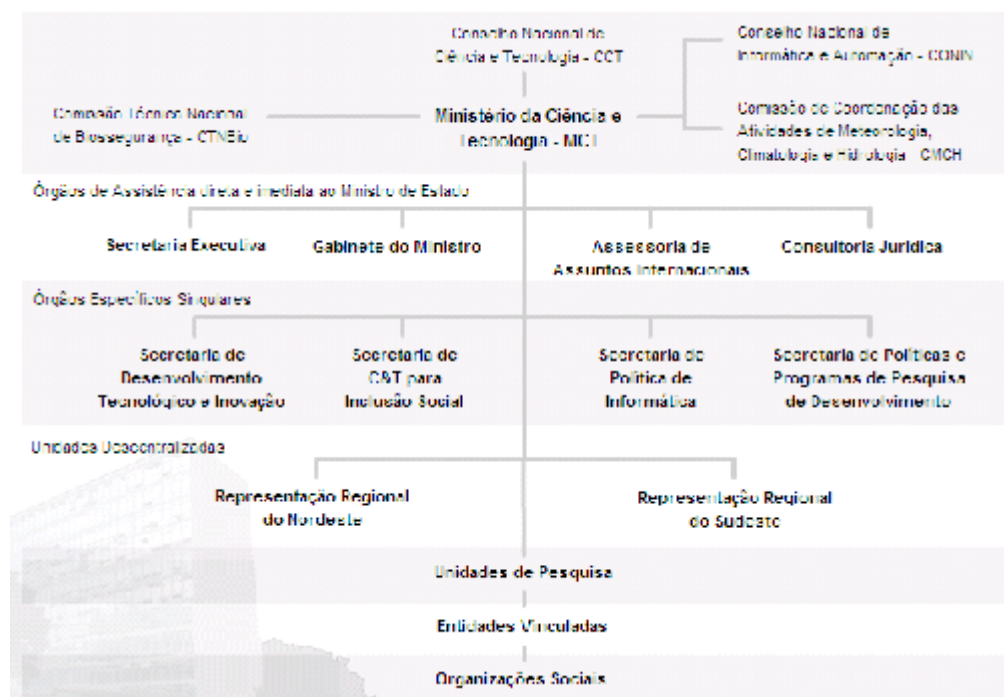 Conselho Nacional de
Ciência e Tecnologia - CCT
Conselho Nacional de
Informática e Automação - CONIN
Comissão Técnica Nacional
de Biossegurança - CTNBio
Ministério da Ciência e
Tecnologia - MCT
Comissão de Coordenação das
Atividades de Meteorologia,
Climatologia e Hidrologia - CMCH
Órgãos de Assistência direta e imediata ao Ministro de Estado
Secretaria Executiva
Gabinete do Ministro
Assessoria de
Assuntos Internacionais
Consultoria Jurídica
Órgãos Específicos Singulares
Secretaria de
Desenvolvimento
Tecnológico e Inovação
Secretaria de
C&T para
Inclusão Social
Secretaria de
Política de
Informática
Secretaria de Políticas e
Programas de Pesquisa
de Desenvolvimento
Unidades Descentralizadas
Representação Regional
do Nordeste
Representação Regional
do Sudeste
Unidades de Pesquisa
Entidades Vinculadas
Organizações Sociais